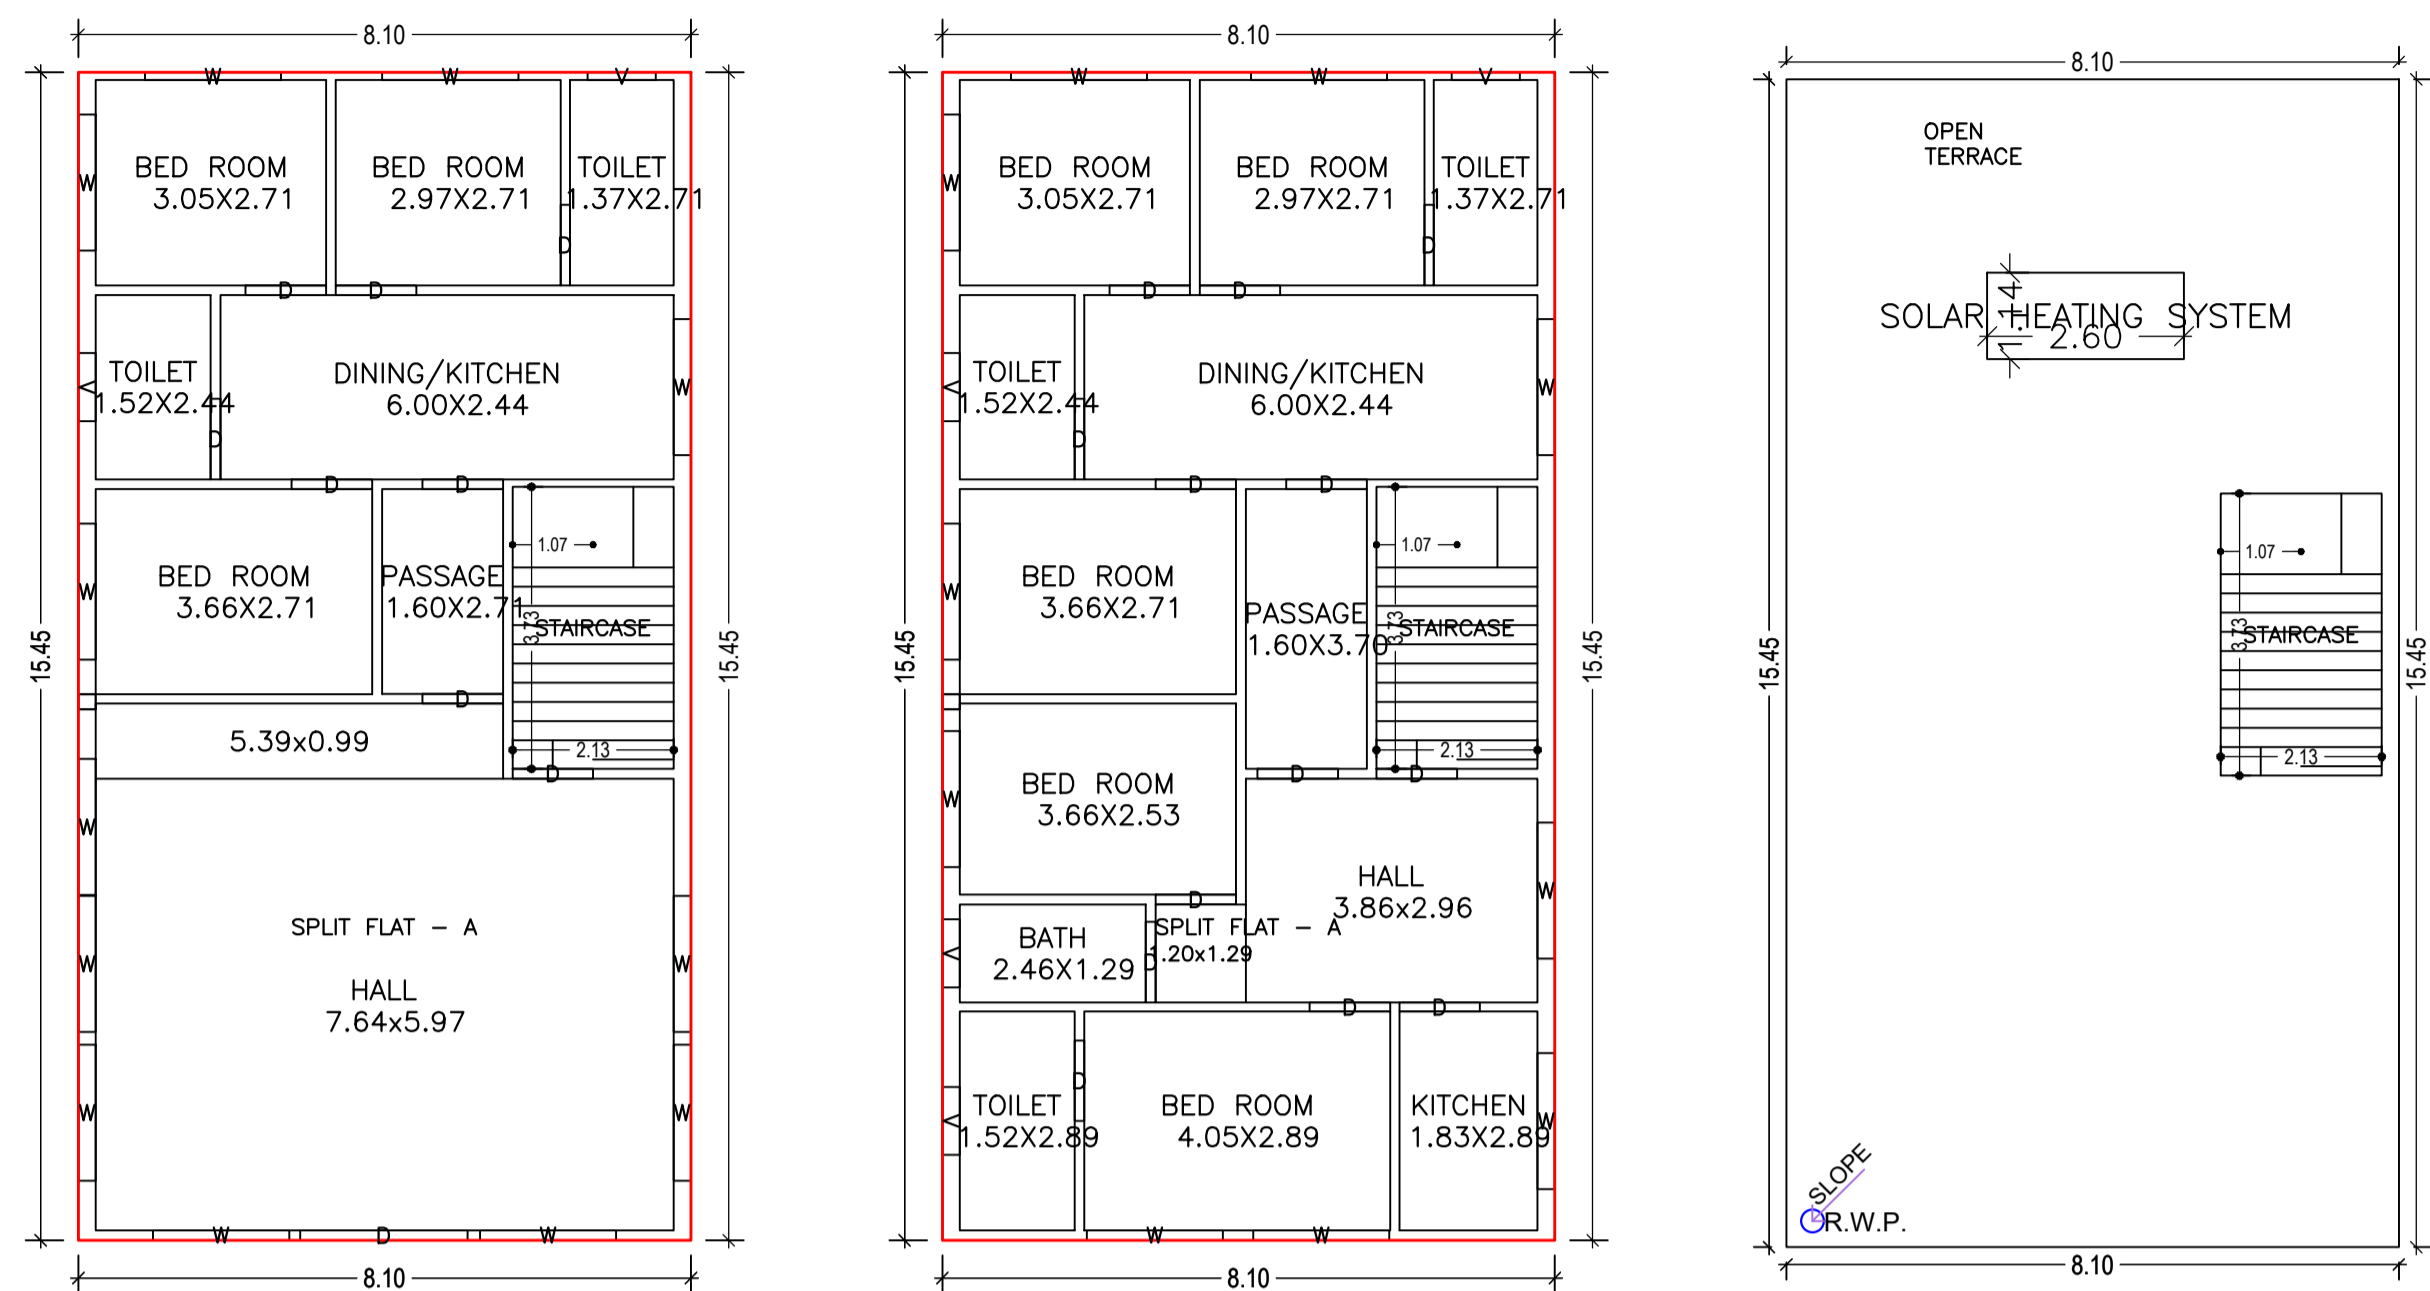 8.10
W
W
V
W
BED ROOM
3.05X2.71
BED ROOM
2.97X2.71
TOILET
1.37X2.71
D
D
D
V
TOILET
1.52X2.44
D
DINING/KITCHEN
6.00X2.44
W
D
D
W
BED ROOM
3.66X2.71
PASSAGE
1.60X2.71
1.07
3.73
STAIRCASE
2.13
15.45
15.45
D
5.39x0.99
D
W
SPLIT FLAT - A
W
W
HALL
7.64x5.97
W
W
W
D
W
8.10
8.10
W
W
V
W
BED ROOM
3.05X2.71
BED ROOM
2.97X2.71
TOILET
1.37X2.71
D
D
D
V
TOILET
1.52X2.44
D
DINING/KITCHEN
6.00X2.44
W
D
D
W
BED ROOM
3.66X2.71
PASSAGE
1.60X3.70
1.07
3.73
STAIRCASE
2.13
15.45
15.45
D
D
W
BED ROOM
3.66X2.53
HALL
3.86x2.96
W
D
V
BATH
2.46X1.29
D
SPLIT FLAT - A
1.20x1.29
D
D
V
TOILET
1.52X2.89
D
BED ROOM
4.05X2.89
KITCHEN
1.83X2.89
W
W
W
8.10
8.10
OPEN
TERRACE
SOLAR HEATING SYSTEM
1.14
2.60
1.07
3.73
STAIRCASE
2.13
15.45
15.45
SLOPE
R.W.P.
8.10